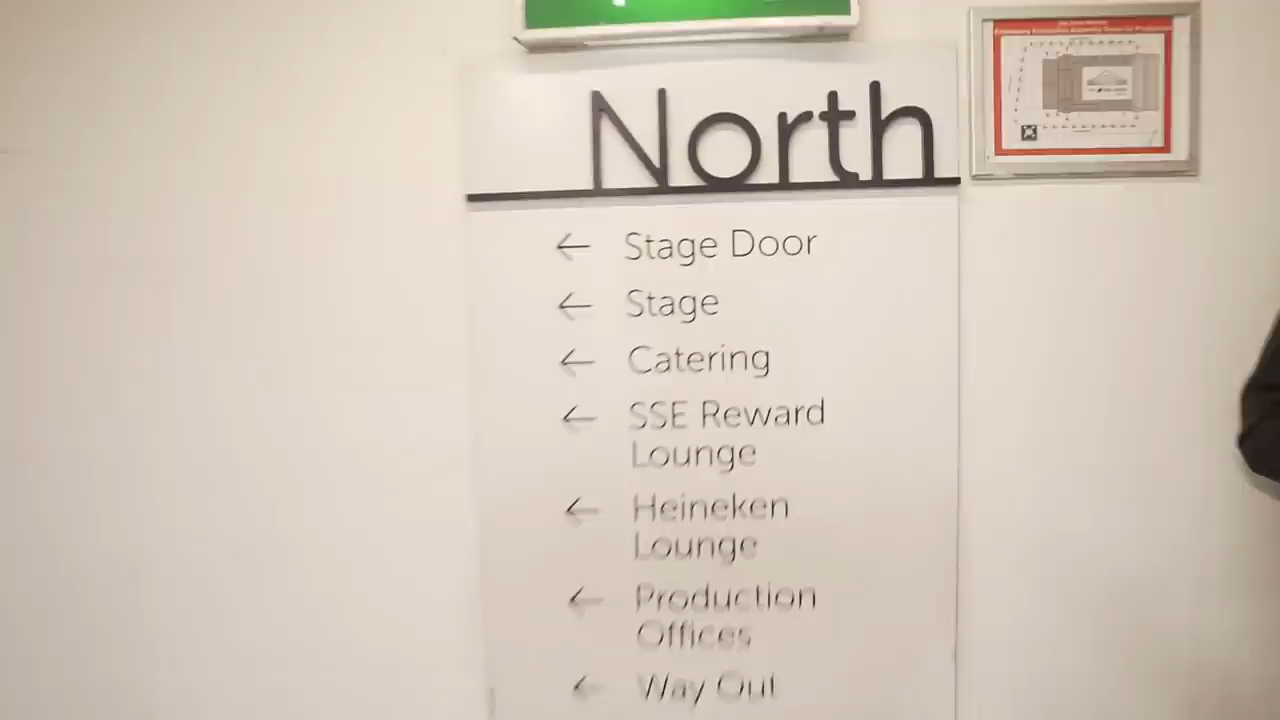 North
← Stage Door
← Stage
← Catering
← SSE Reward
Lounge
← Heineken
Lounge
← Production
Offices
← Way Out